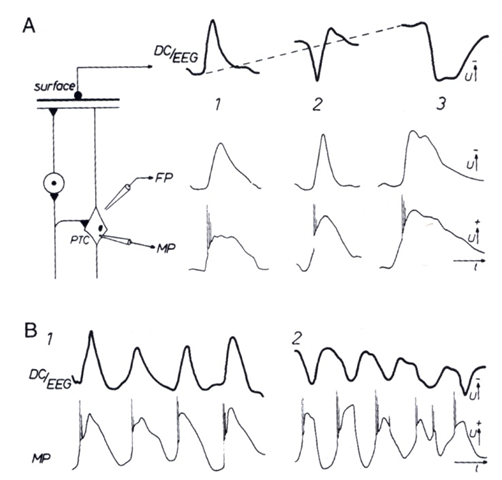 A
DC/EEG
surface
1 2 3
U -
FP
U -
PTC
MP
U +
t
B
1 2
DC/EEG
U -
MP
U +
t